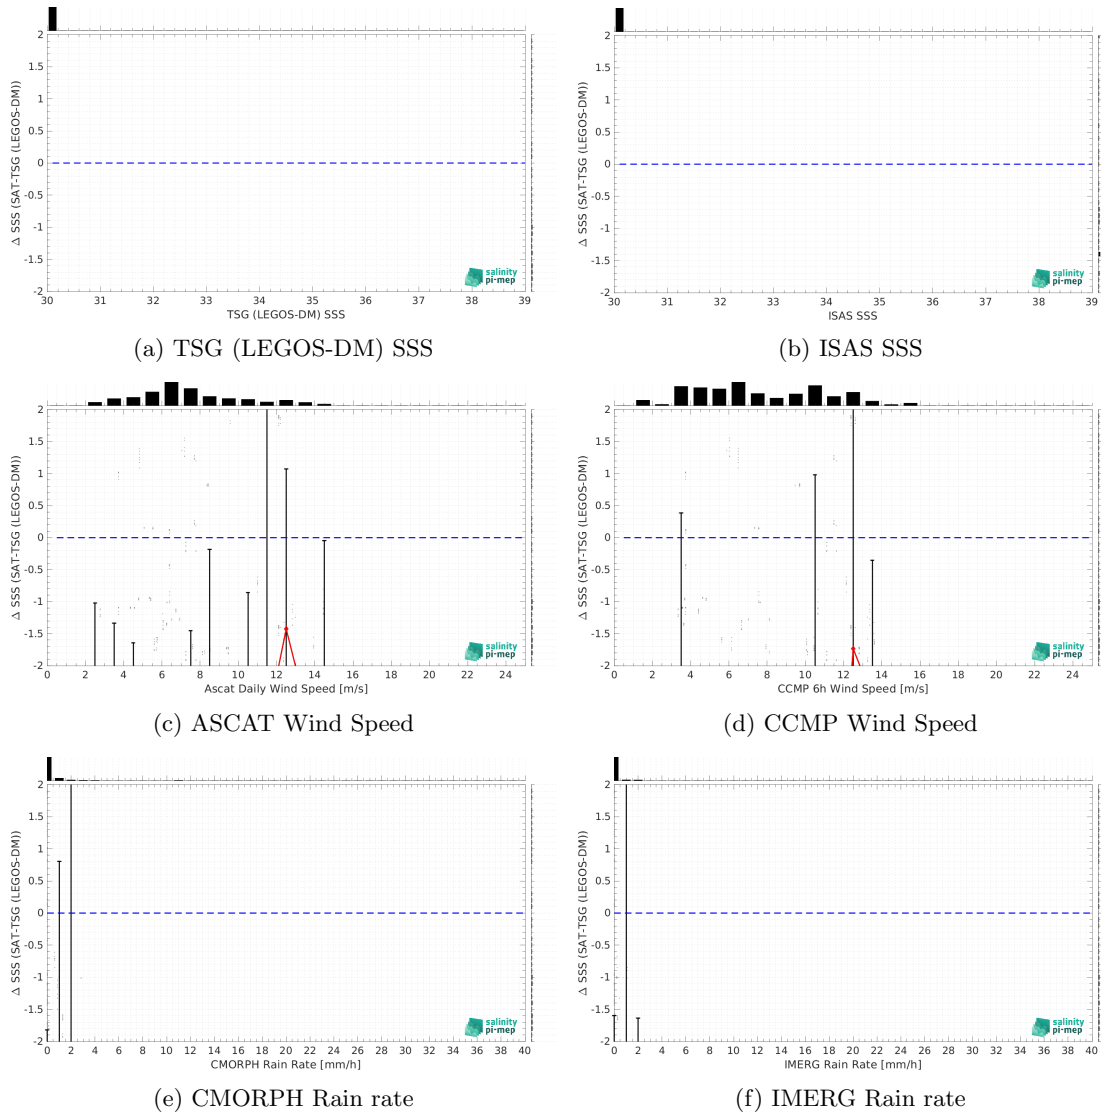 Δ SSS (SAT-TSG (LEGOS-DM))
2
1.5
1
0.5
0
-0.5
-1
-1.5
-2
salinity
pi-mep
30 31 32 33 34 35 36 37 38 39
TSG (LEGOS-DM) SSS
(a) TSG (LEGOS-DM) SSS
Δ SSS (SAT-TSG (LEGOS-DM))
2
1.5
1
0.5
0
-0.5
-1
-1.5
-2
salinity
pi-mep
30 31 32 33 34 35 36 37 38 39
ISAS SSS
(b) ISAS SSS
Δ SSS (SAT-TSG (LEGOS-DM))
2
1.5
1
0.5
0
-0.5
-1
-1.5
-2
salinity
pi-mep
0 2 4 6 8 10 12 14 16 18 20 22 24
Ascat Daily Wind Speed [m/s]
(c) ASCAT Wind Speed
Δ SSS (SAT-TSG (LEGOS-DM))
2
1.5
1
0.5
0
-0.5
-1
-1.5
-2
salinity
pi-mep
0 2 4 6 8 10 12 14 16 18 20 22 24
CCMP 6h Wind Speed [m/s]
(d) CCMP Wind Speed
Δ SSS (SAT-TSG (LEGOS-DM))
2
1.5
1
0.5
0
-0.5
-1
-1.5
-2
salinity
pi-mep
0 2 4 6 8 10 12 14 16 18 20 22 24 26 28 30 32 34 36 38 40
CMORPH Rain Rate [mm/h]
(e) CMORPH Rain rate
Δ SSS (SAT-TSG (LEGOS-DM))
2
1.5
1
0.5
0
-0.5
-1
-1.5
-2
salinity
pi-mep
0 2 4 6 8 10 12 14 16 18 20 22 24 26 28 30 32 34 36 38 40
IMERG Rain Rate [mm/h]
(f) IMERG Rain rate